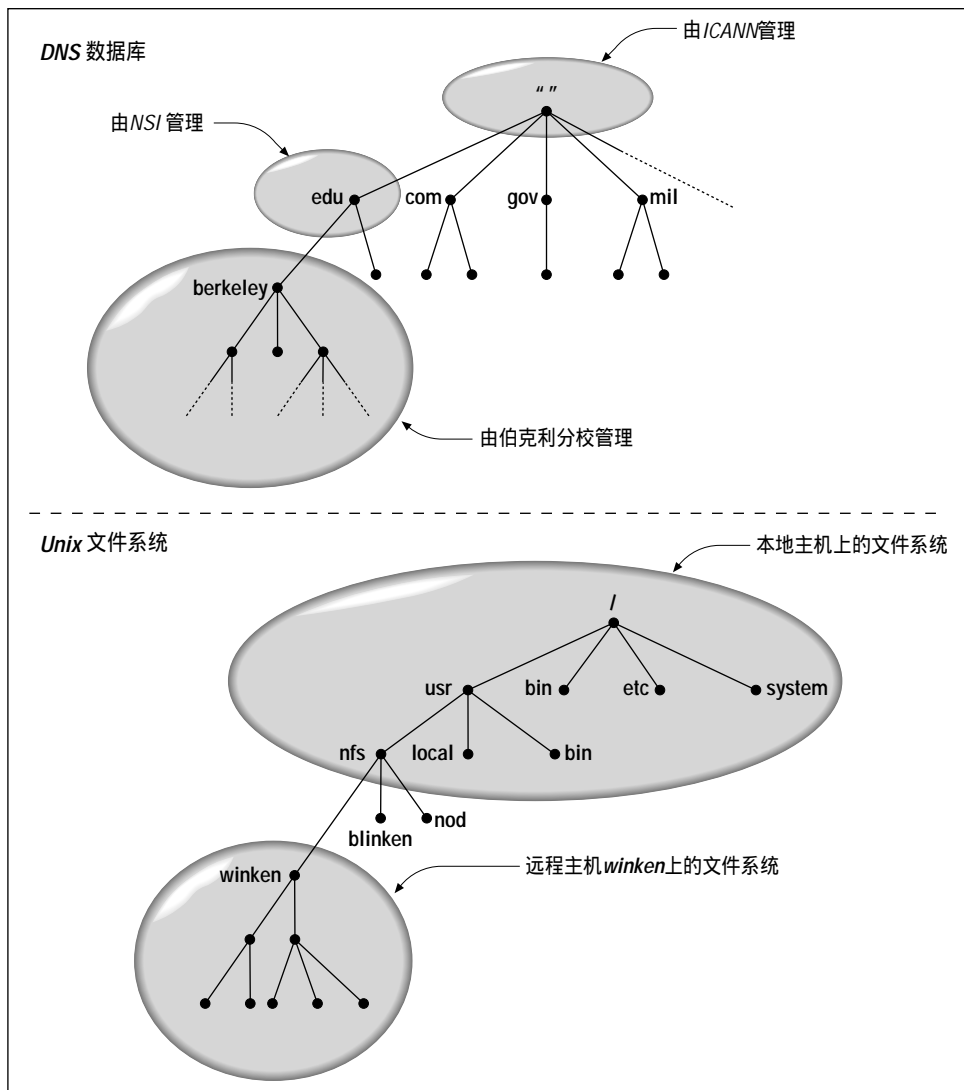 DNS 数据库
由ICANN管理
“ ”
由NSI 管理
edu com gov mil
berkeley
由伯克利分校管理
Unix 文件系统
本地主机上的文件系统
/
usr bin etc system
nfs local bin
blinken nod
winken
远程主机winken上的文件系统